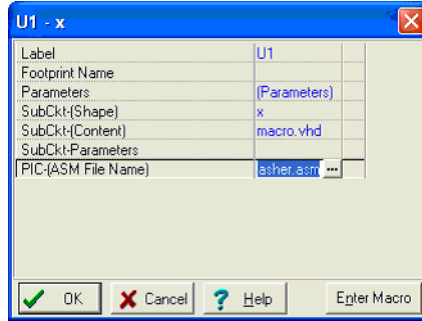 U1 - x
Label U1
Footprint Name
Parameters (Parameters)
SubCkt-(Shape) x
SubCkt-(Content) macro.vhd
SubCkt-Parameters
PIC-(ASM File Name) asher.asm ...
OK Cancel ? Help Enter Macro